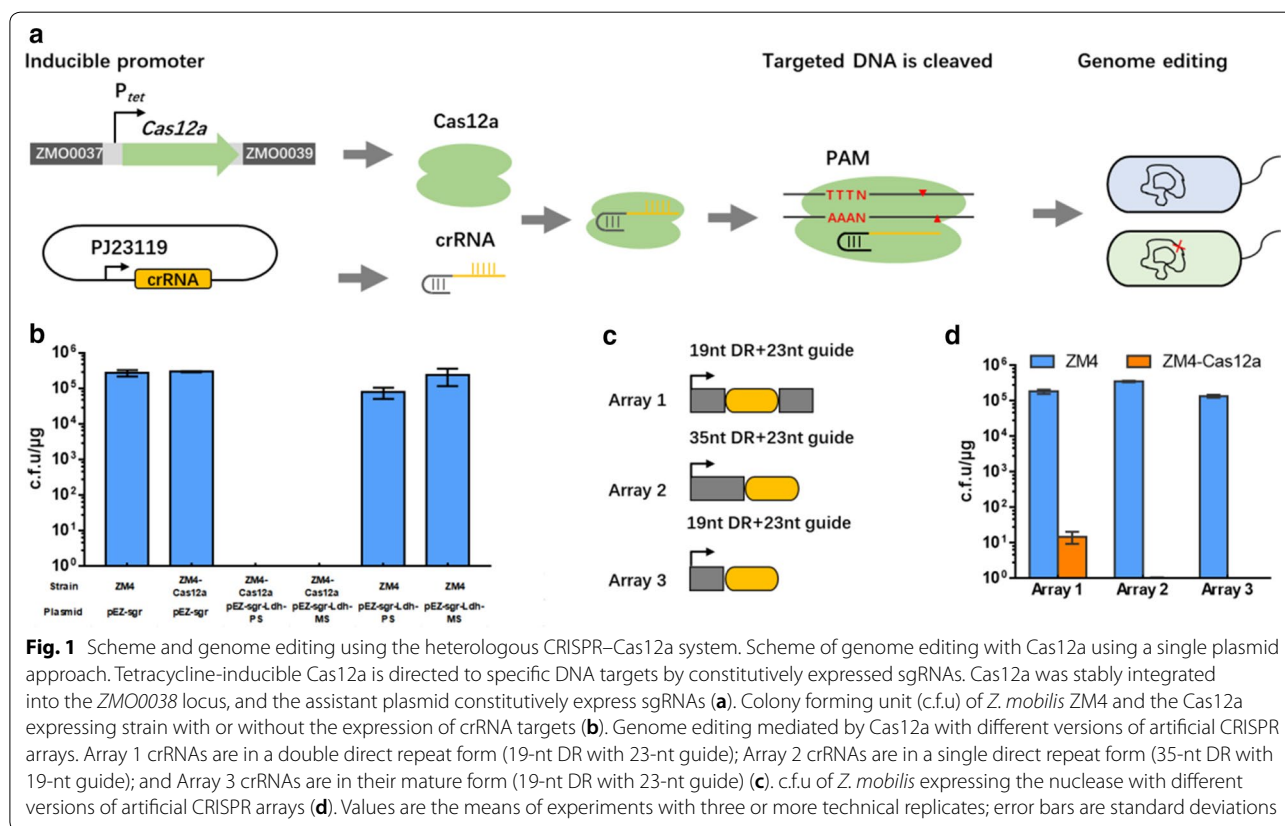 a
Inducible promoter
Targeted DNA is cleaved
Genome editing
Ptet
Cas12a
ZMO0037
ZMO0039
Cas12a
PAM
TTTN
AAAN
PJ23119
crRNA
crRNA
b
c.f.u/μg
10⁶
10⁵
10⁴
10³
10²
10¹
10⁰
Strain ZM4 ZM4-Cas12a ZM4-Cas12a ZM4-Cas12a ZM4 ZM4
Plasmid pEZ-sgr pEZ-sgr pEZ-sgr-Ldh-PS pEZ-sgr-Ldh-MS pEZ-sgr-Ldh-PS pEZ-sgr-Ldh-MS
c
19nt DR+23nt guide
Array 1
35nt DR+23nt guide
Array 2
19nt DR+23nt guide
Array 3
d
ZM4 ZM4-Cas12a
c.f.u/μg
10⁶
10⁵
10⁴
10³
10²
10¹
10⁰
Array 1 Array 2 Array 3
Fig. 1 Scheme and genome editing using the heterologous CRISPR–Cas12a system. Scheme of genome editing with Cas12a using a single plasmid
approach. Tetracycline-inducible Cas12a is directed to specific DNA targets by constitutively expressed sgRNAs. Cas12a was stably integrated
into the ZMO0038 locus, and the assistant plasmid constitutively express sgRNAs (a). Colony forming unit (c.f.u) of Z. mobilis ZM4 and the Cas12a
expressing strain with or without the expression of crRNA targets (b). Genome editing mediated by Cas12a with different versions of artificial CRISPR
arrays. Array 1 crRNAs are in a double direct repeat form (19-nt DR with 23-nt guide); Array 2 crRNAs are in a single direct repeat form (35-nt DR with
19-nt guide); and Array 3 crRNAs are in their mature form (19-nt DR with 23-nt guide) (c). c.f.u of Z. mobilis expressing the nuclease with different
versions of artificial CRISPR arrays (d). Values are the means of experiments with three or more technical replicates; error bars are standard deviations